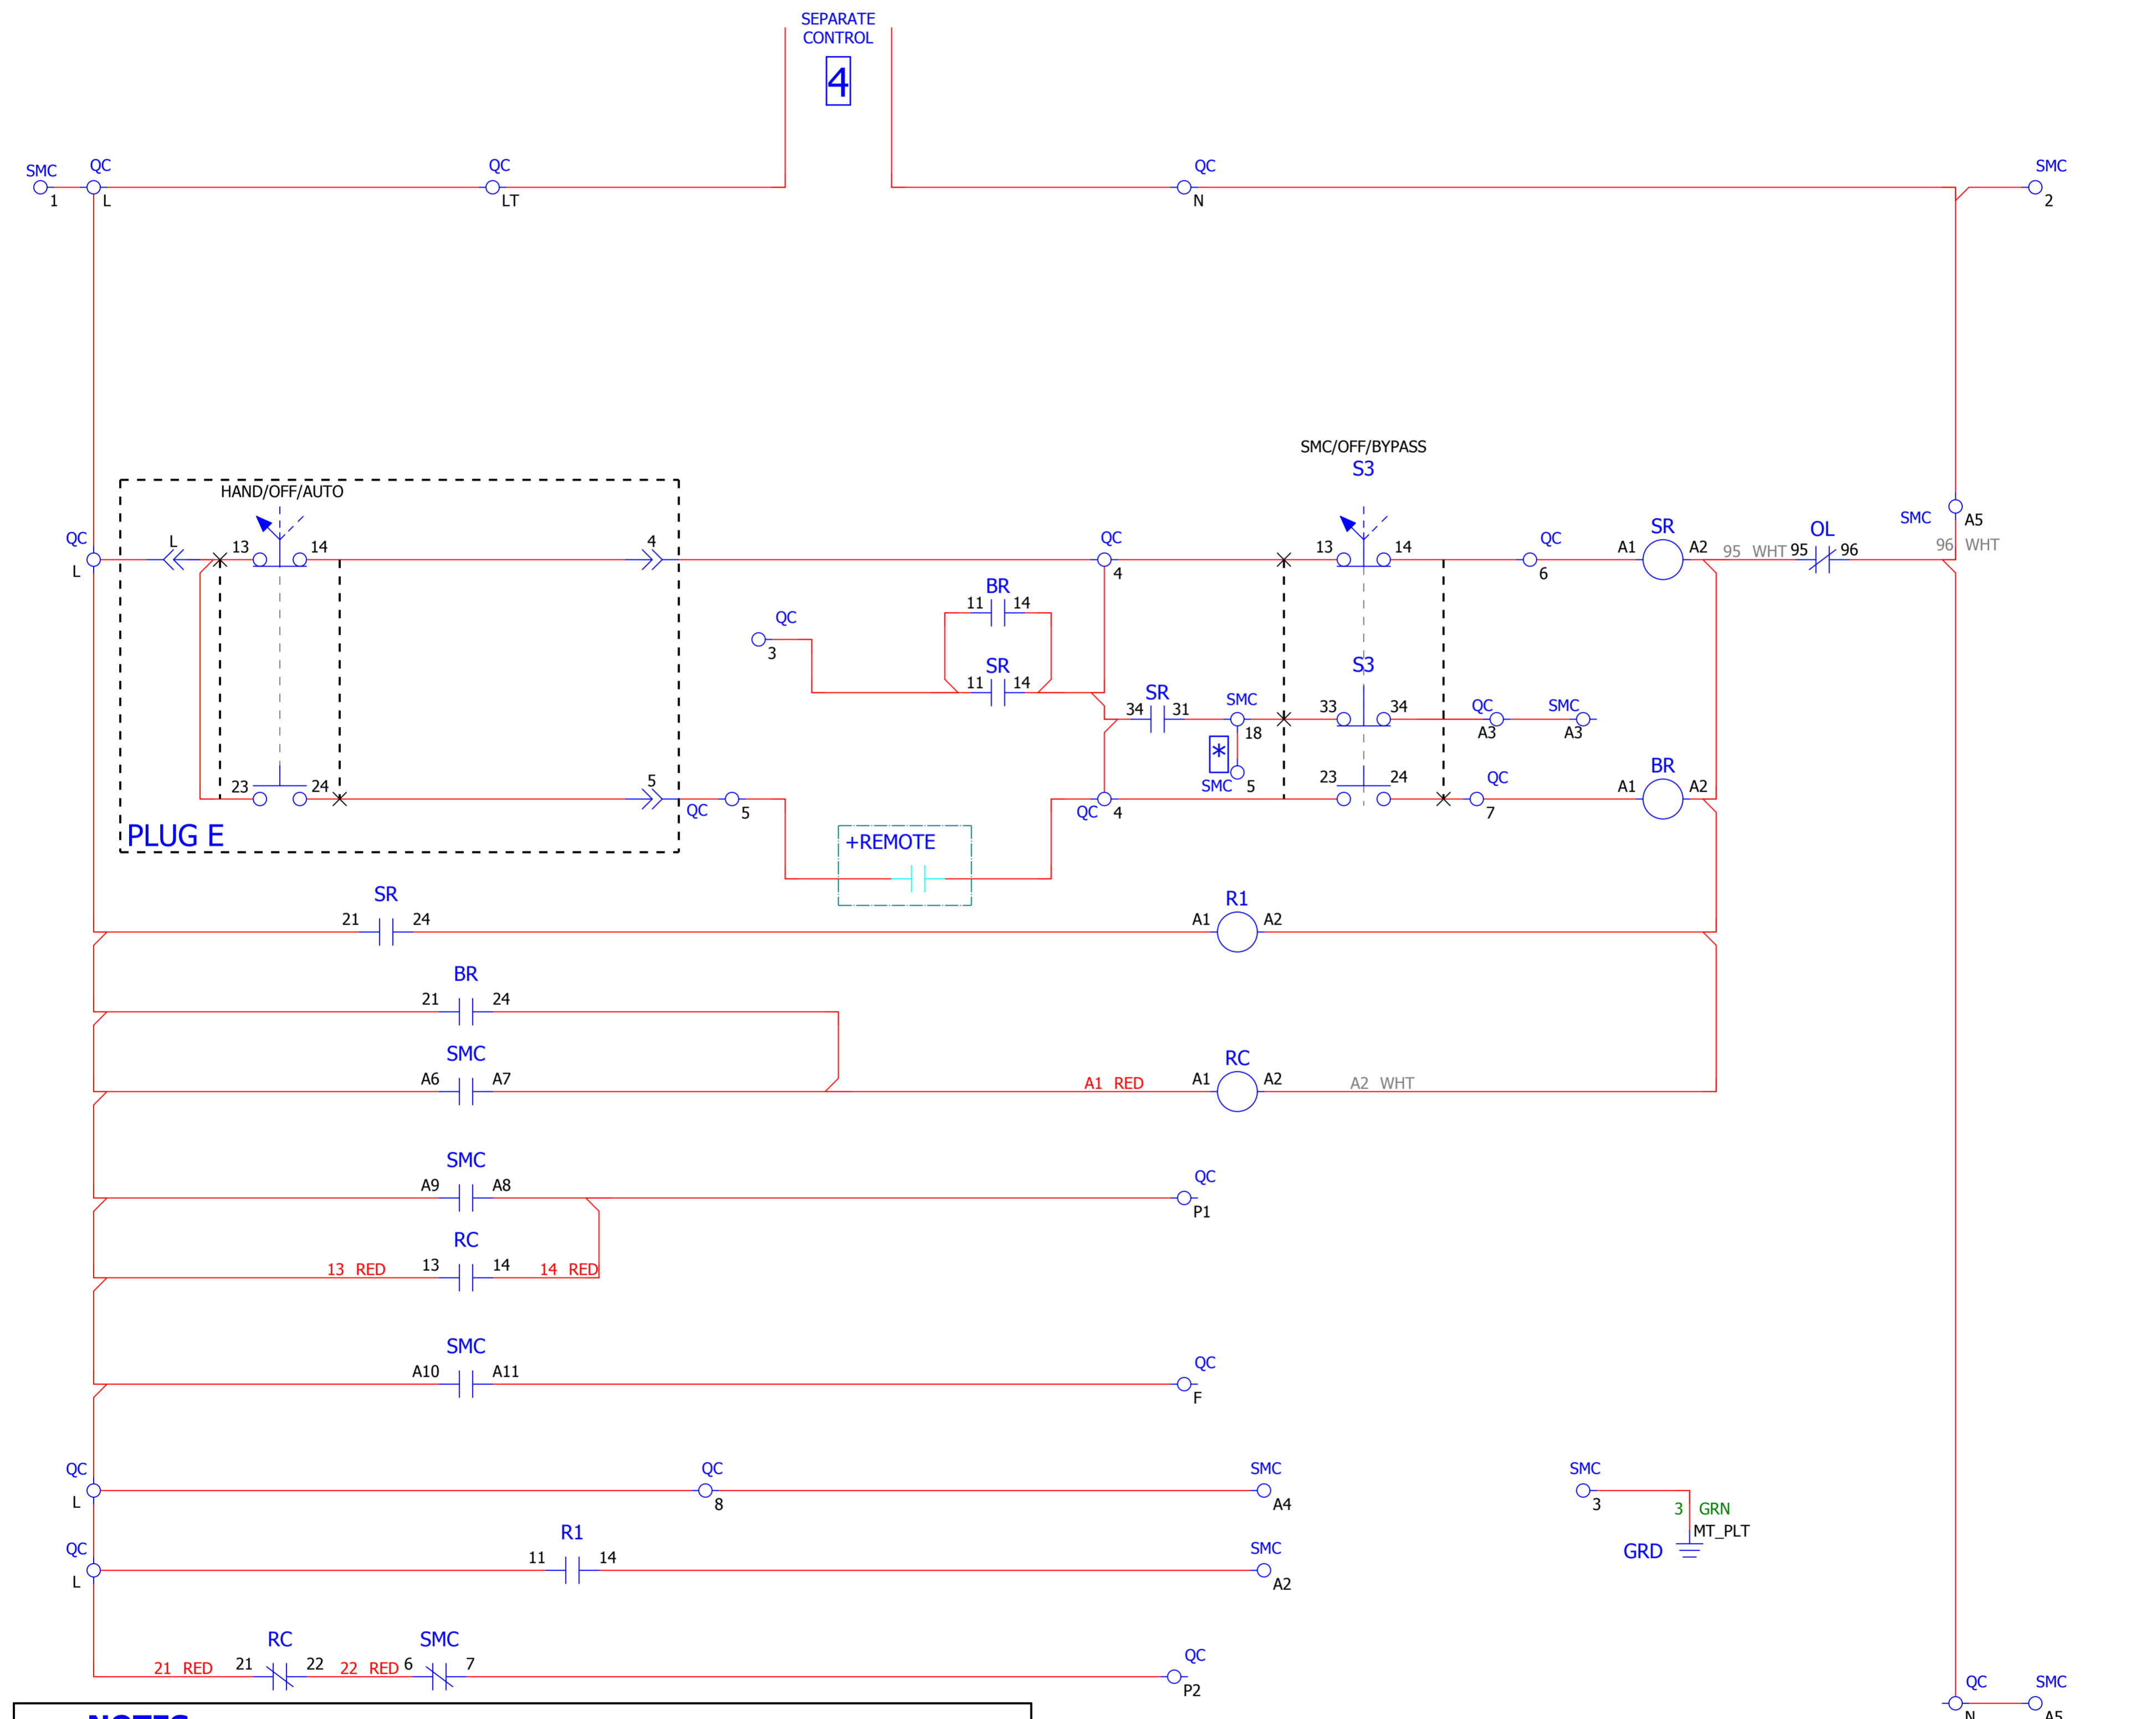 SEPARATE
CONTROL
4
SMC
1
QC
L
QC
LT
QC
N
SMC
2
SMC/OFF/BYPASS
S3
HAND/OFF/AUTO
QC
L
L
13 14
4
QC
4
13 14
QC
6
SR
A1 A2
95 WHT
OL
95 96
SMC
A5
96 WHT
BR
11 14
QC
3
SR
11 14
S3
SR
34 31
SMC
18
33 34
QC
A3
SMC
A3
*
SMC 5
23 24
5
QC
5
QC 4
23 24
QC
7
BR
A1 A2
PLUG E
+REMOTE
SR
21 24
R1
A1 A2
BR
21 24
SMC
A6 A7
A1 RED
RC
A1 A2
A2 WHT
SMC
A9 A8
QC
P1
RC
13 RED 13 14 14 RED
SMC
A10 A11
QC
F
QC
L
QC
8
SMC
A4
SMC
3
3 GRN
MT_PLT
GRD
QC
L
R1
11 14
SMC
A2
RC
21 RED 21 22 22 RED
SMC
6 7
QC
P2
QC
N
SMC
A5
NOTES